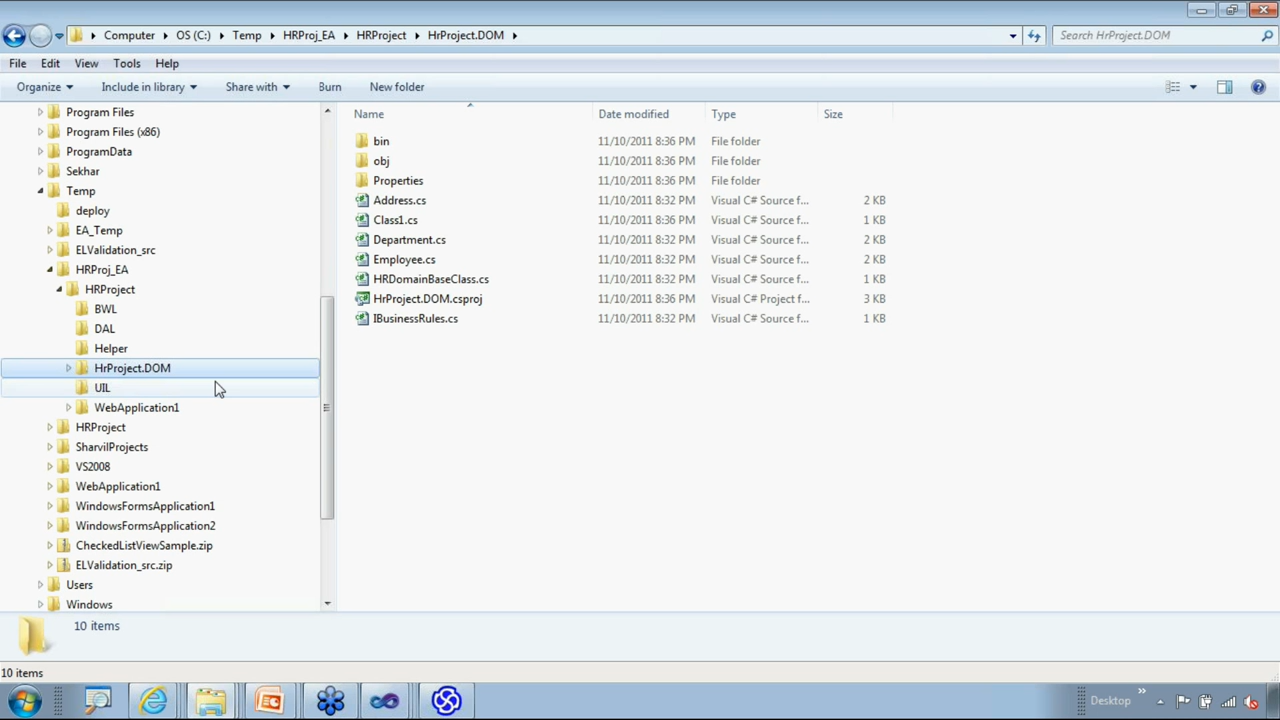 Computer OS (C:) Temp HRProj_EA HRProject HrProject.DOM Search HrProject.DOM
File Edit View Tools Help
Organize Include in library Share with Burn New folder
Program Files
Program Files (x86)
ProgramData
Sekhar
Temp
deploy
EA_Temp
ELValidation_src
HRProj_EA
HRProject
BWL
DAL
Helper
HrProject.DOM
UIL
WebApplication1
HRProject
SharvilProjects
VS2008
WebApplication1
WindowsFormsApplication1
WindowsFormsApplication2
CheckedListViewSample.zip
ELValidation_src.zip
Users
Windows
Name Date modified Type Size
bin 11/10/2011 8:36 PM File folder
obj 11/10/2011 8:36 PM File folder
Properties 11/10/2011 8:36 PM File folder
Address.cs 11/10/2011 8:32 PM Visual C# Source f... 2 KB
Class1.cs 11/10/2011 8:36 PM Visual C# Source f... 1 KB
Department.cs 11/10/2011 8:32 PM Visual C# Source f... 2 KB
Employee.cs 11/10/2011 8:32 PM Visual C# Source f... 2 KB
HRDomainBaseClass.cs 11/10/2011 8:32 PM Visual C# Source f... 1 KB
HrProject.DOM.csproj 11/10/2011 8:36 PM Visual C# Project f... 3 KB
IBusinessRules.cs 11/10/2011 8:32 PM Visual C# Source f... 1 KB
10 items
10 items
Desktop